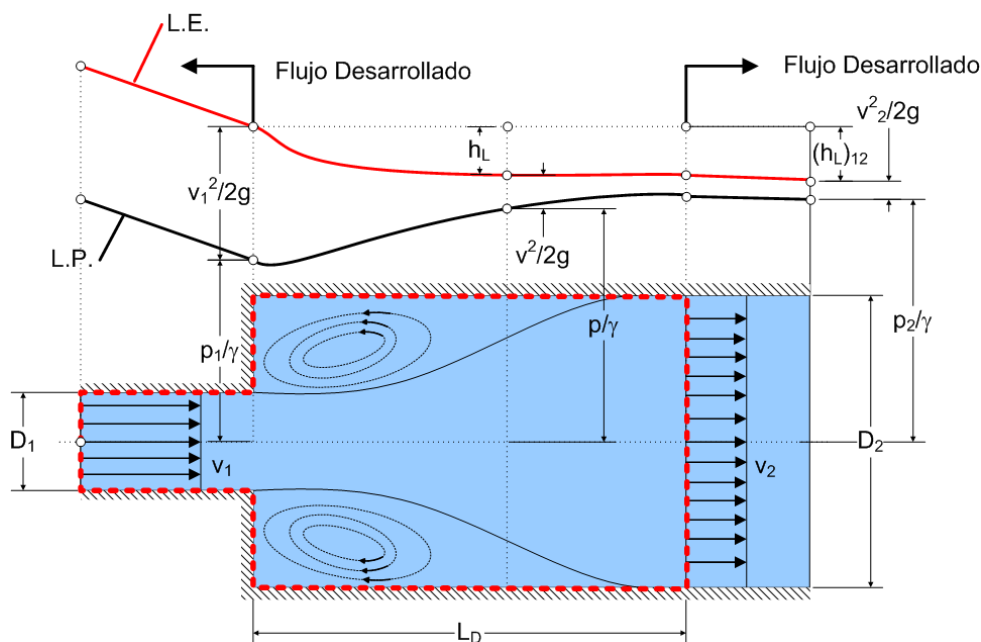 L.E.
Flujo Desarrollado
Flujo Desarrollado
v²₂/2g
h_L
(h_L)₁₂
v₁²/2g
L.P.
v²/2g
p₁/γ
p/γ
p₂/γ
D₁
v₁
v₂
D₂
L_D